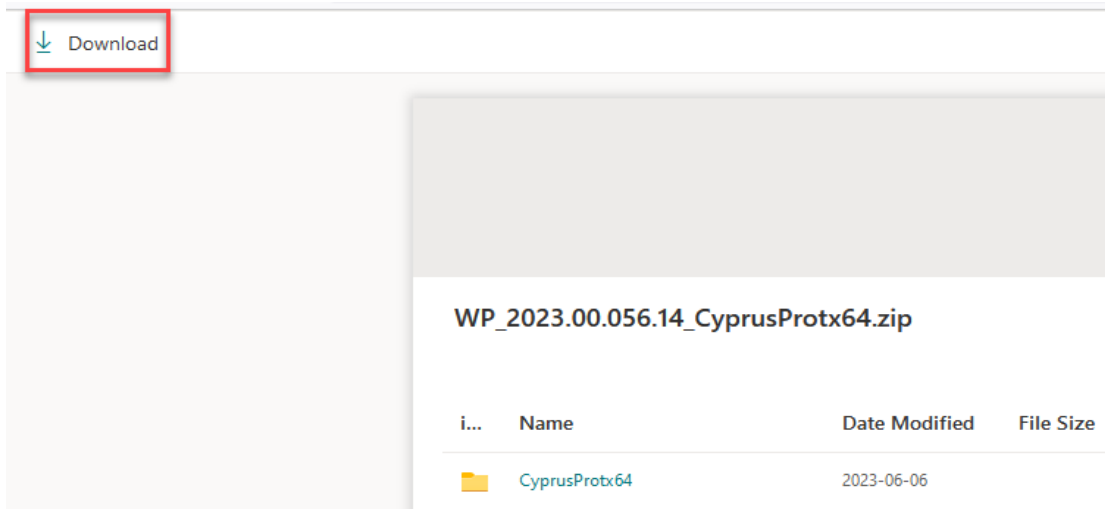 Download
WP_2023.00.056.14_CyprusProtx64.zip
i... Name Date Modified File Size
CyprusProtx64 2023-06-06